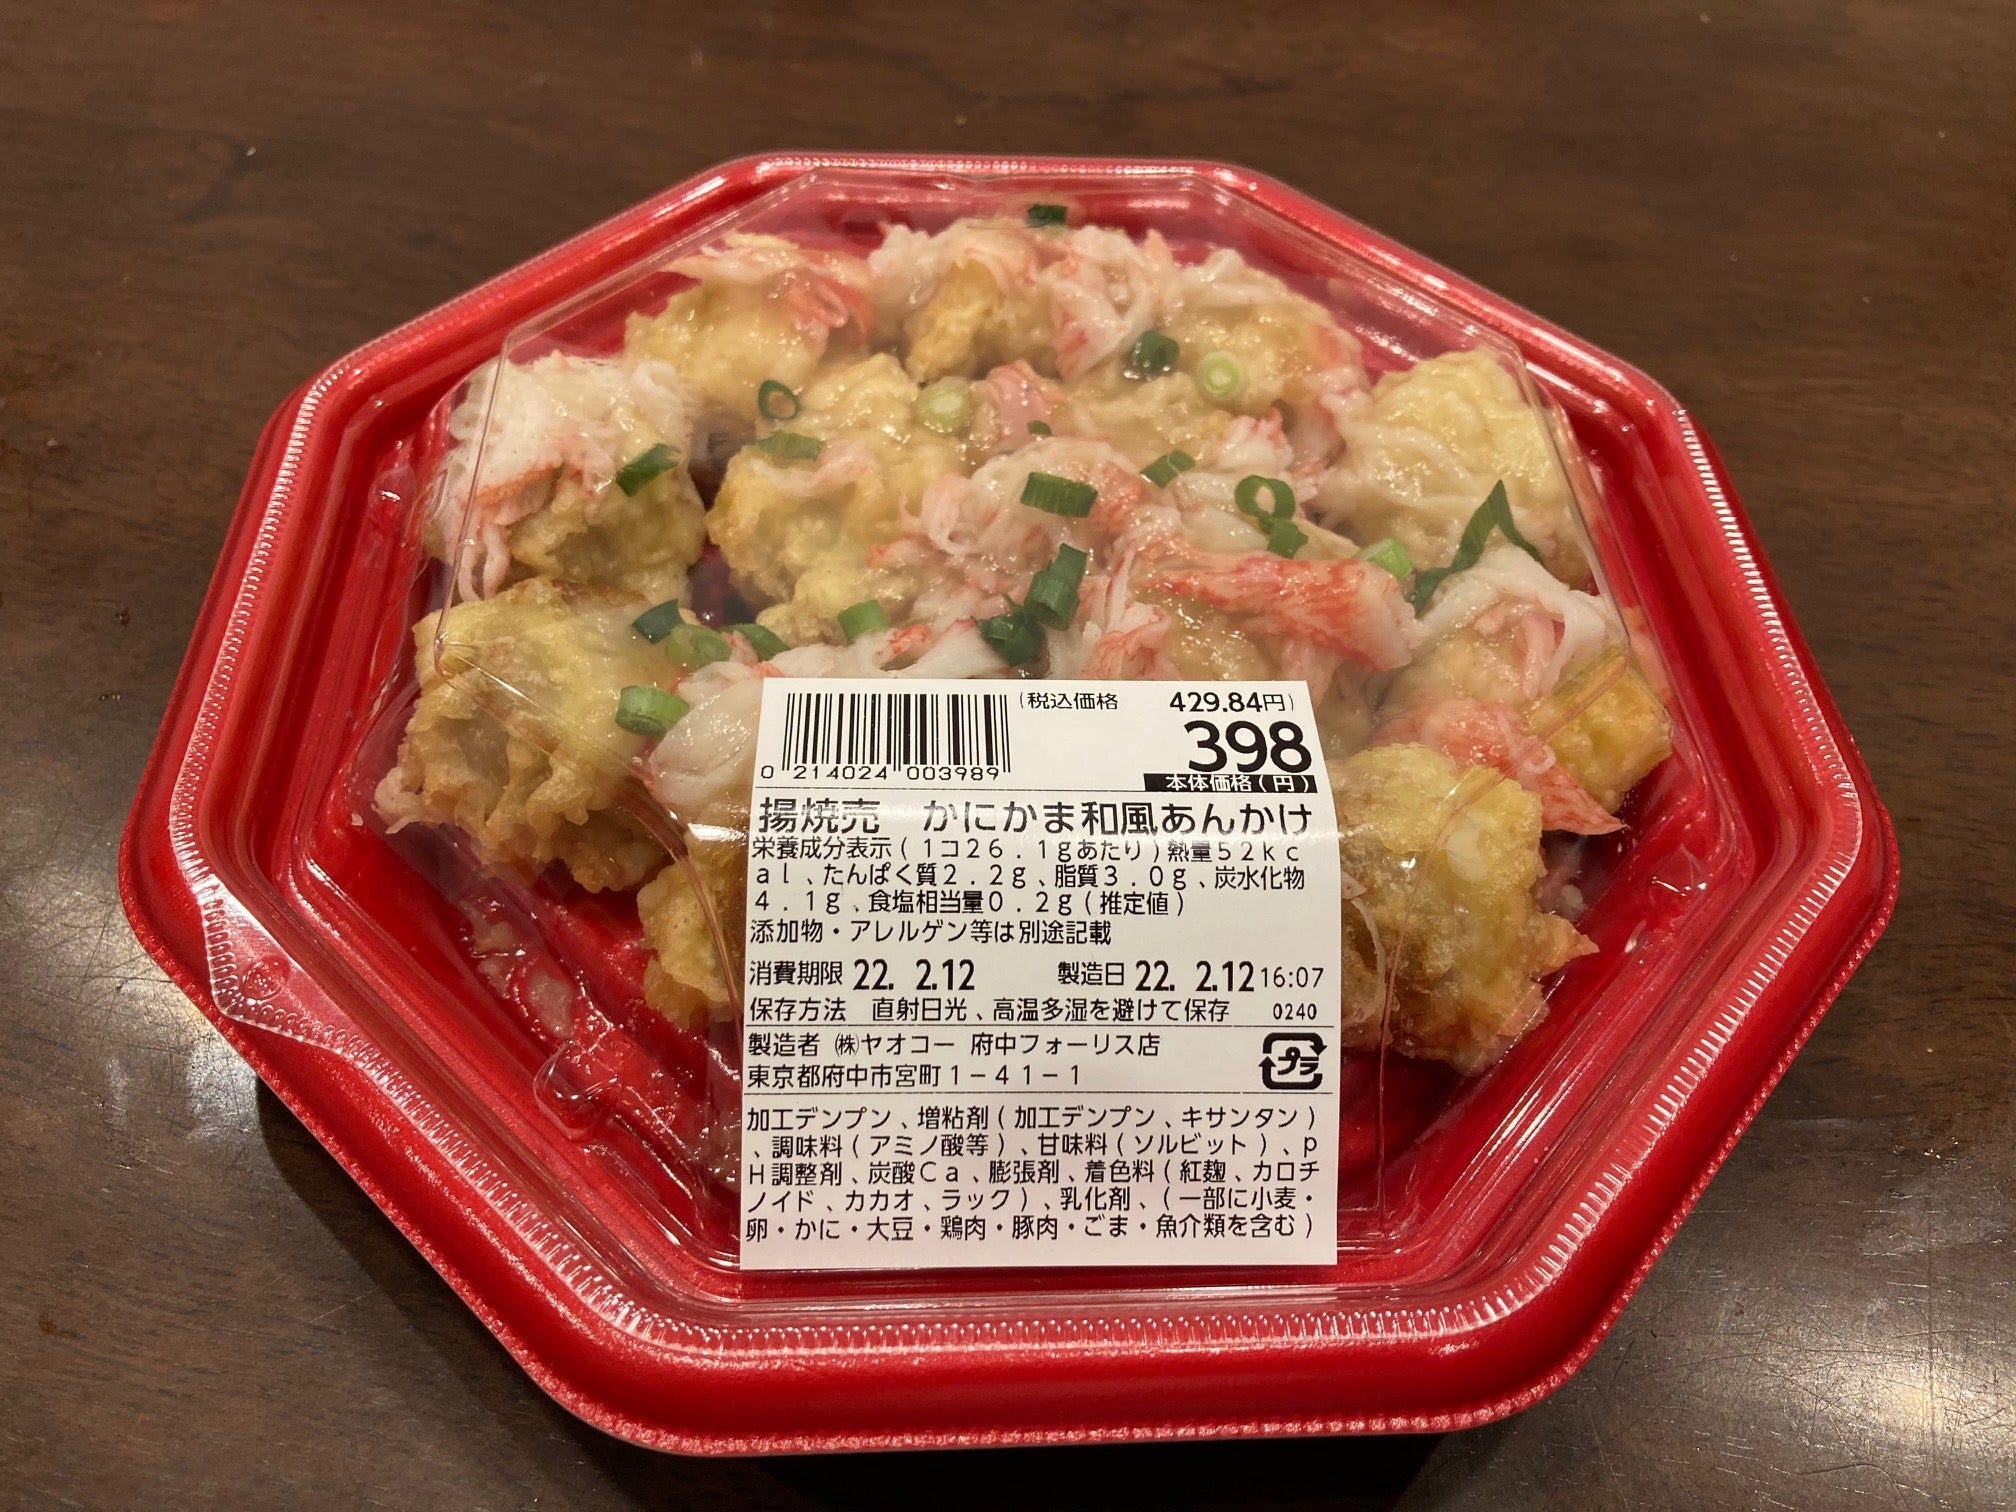 (税込価格 429.84円)
398
本体価格(円)
0 214024 003989
揚焼売 かにかま和風あんかけ
栄養成分表示(1コ26.1gあたり)熱量52kc
al、たんぱく質2.2g、脂質3.0g、炭水化物
4.1g、食塩相当量0.2g(推定値)
添加物・アレルゲン等は別途記載
消費期限 22. 2.12 製造日 22. 2.12 16:07
保存方法 直射日光、高温多湿を避けて保存 0240
製造者 ㈱ヤオコー 府中フォーリス店
東京都府中市宮町1-41-1
プラ
加工デンプン、増粘剤(加工デンプン、キサンタン)
、調味料(アミノ酸等)、甘味料(ソルビット)、p
H調整剤、炭酸Ca、膨張剤、着色料(紅麹、カロチ
ノイド、カカオ、ラック)、乳化剤、(一部に小麦・
卵・かに・大豆・鶏肉・豚肉・ごま・魚介類を含む)